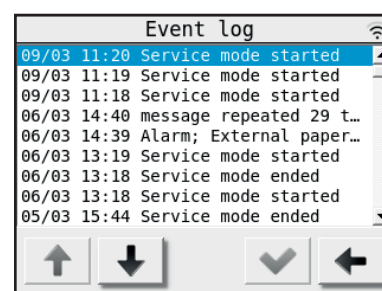 Event log
09/03 11:20 Service mode started
09/03 11:19 Service mode started
09/03 11:18 Service mode started
06/03 14:40 message repeated 29 t…
06/03 14:39 Alarm; External paper…
06/03 13:19 Service mode started
06/03 13:18 Service mode ended
06/03 13:18 Service mode started
05/03 15:44 Service mode ended